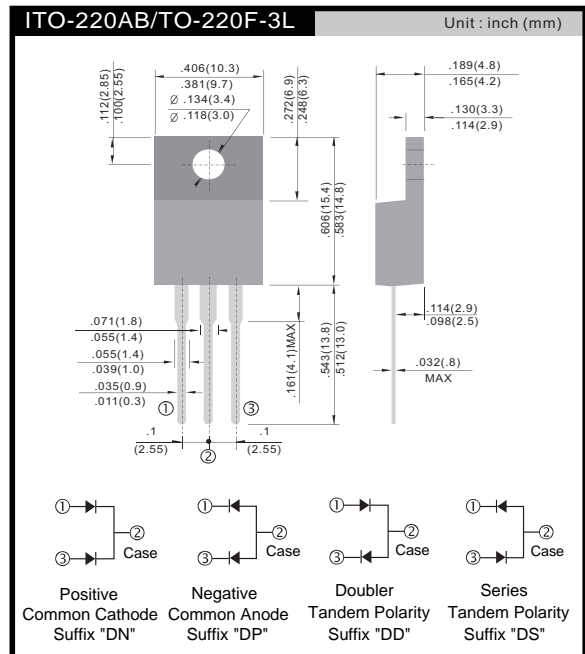 ITO-220AB/TO-220F-3L
Unit : inch (mm)
.406(10.3)
.381(9.7)
Ø .134(3.4)
Ø .118(3.0)
.112(2.85)
.100(2.55)
.272(6.9)
.248(6.3)
.606(15.4)
.583(14.8)
.189(4.8)
.165(4.2)
.130(3.3)
.114(2.9)
.071(1.8)
.055(1.4)
.055(1.4)
.039(1.0)
.035(0.9)
.011(0.3)
.161(4.1)MAX
.543(13.8)
.512(13.0)
.114(2.9)
.098(2.5)
.032(.8)
MAX
①
③
.1
(2.55)
②
.1
(2.55)
①
③
②
Case
Positive
Common Cathode
Suffix "DN"
①
③
②
Case
Negative
Common Anode
Suffix "DP"
①
③
②
Case
Doubler
Tandem Polarity
Suffix "DD"
①
③
②
Case
Series
Tandem Polarity
Suffix "DS"